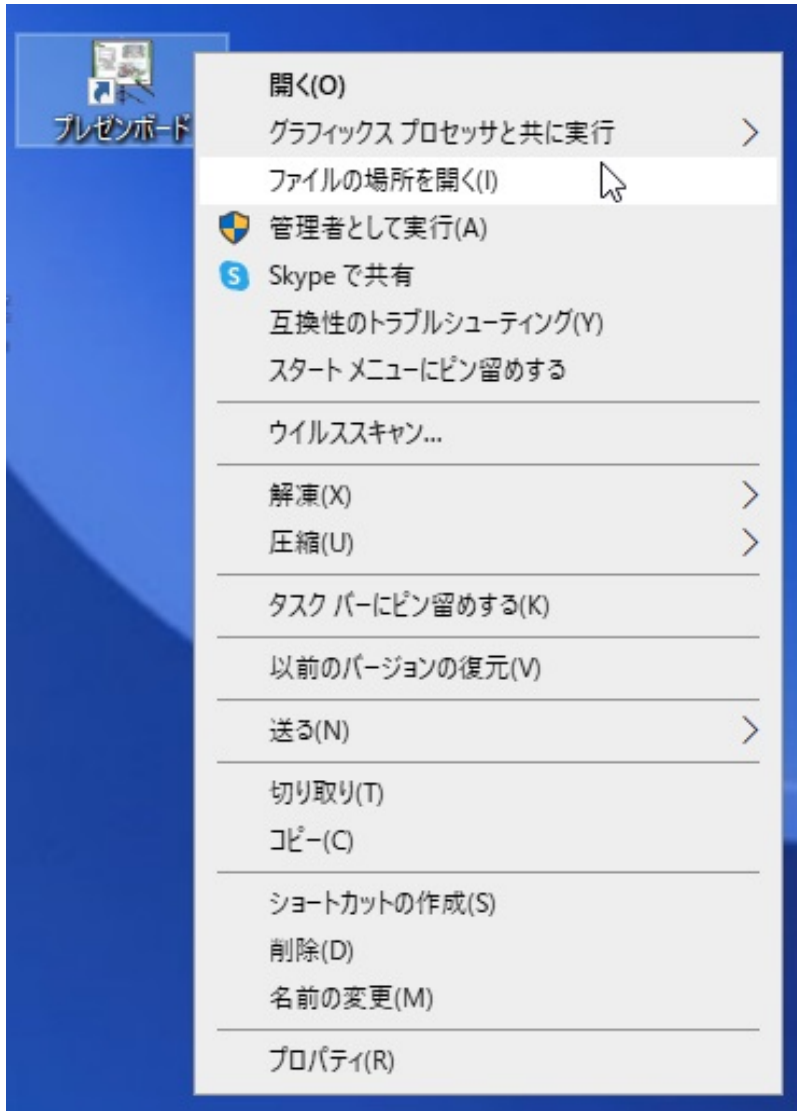 プレゼンボード
開く(O)
グラフィックス プロセッサと共に実行
ファイルの場所を開く(I)
管理者として実行(A)
Skype で共有
互換性のトラブルシューティング(Y)
スタート メニューにピン留めする
ウイルススキャン...
解凍(X)
圧縮(U)
タスク バーにピン留めする(K)
以前のバージョンの復元(V)
送る(N)
切り取り(T)
コピー(C)
ショートカットの作成(S)
削除(D)
名前の変更(M)
プロパティ(R)